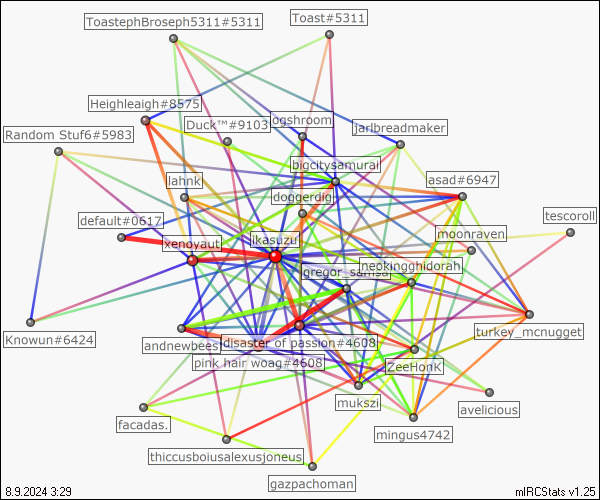 ToastephBroseph5311#5311
Toast#5311
Heighleaigh#8575
Duck™#9103
ogshroom
jarlbreadmaker
Random Stuf6#5983
bigcitysamurai
lahnk
asad#6947
doggerdig
default#0617
tescoroll
xenoyaut
ikasuzu
moonraven
gregor_samsa
neokingghidorah
Knowun#6424
andnewbees
disaster of passion#4608
turkey_mcnugget
pink hair woag#4608
ZeeHonk
mukszi
avelicious
facadas.
mingus4742
thiccusboiusalexusjoneus
gazpachoman
8.9.2024 3:29
mIRCStats v1.25